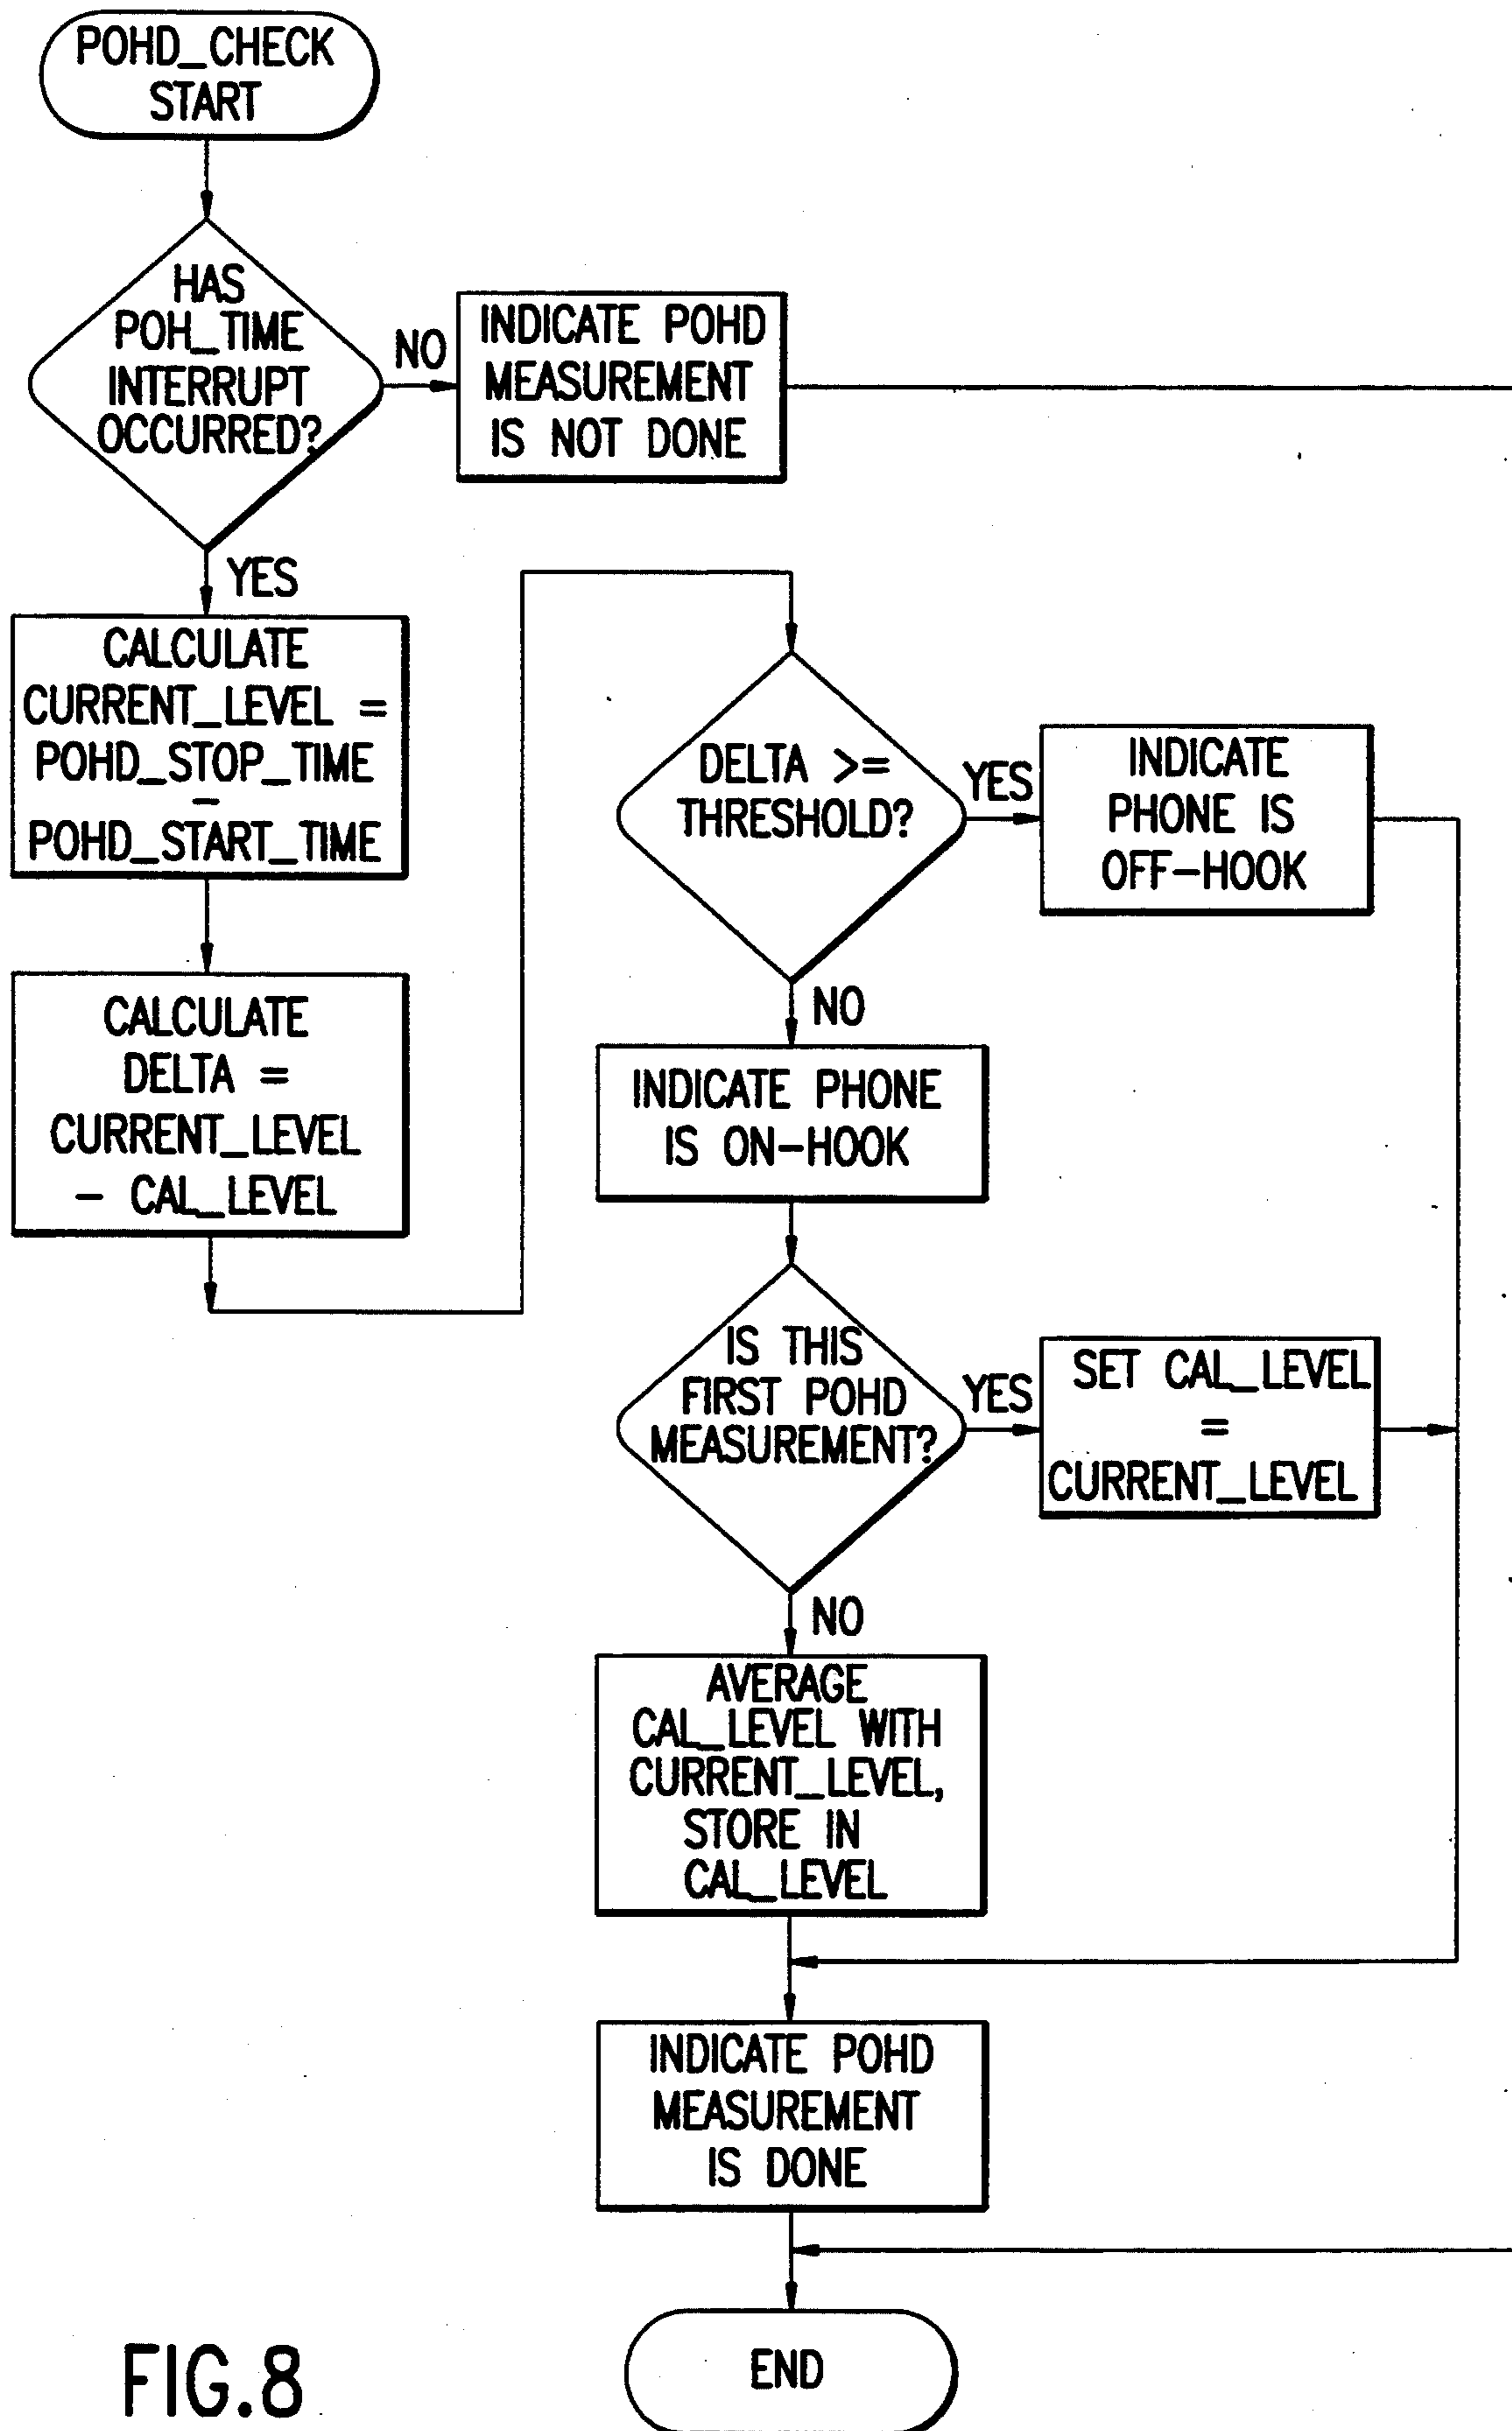 POHD_CHECK
START
HAS
POH_TIME
INTERRUPT
OCCURRED?
NO
INDICATE POHD
MEASUREMENT
IS NOT DONE
YES
CALCULATE
CURRENT_LEVEL =
POHD_STOP_TIME
-
POHD_START_TIME
CALCULATE
DELTA =
CURRENT_LEVEL
- CAL_LEVEL
DELTA >=
THRESHOLD?
YES
INDICATE
PHONE IS
OFF-HOOK
NO
INDICATE PHONE
IS ON-HOOK
IS THIS
FIRST POHD
MEASUREMENT?
YES
SET CAL_LEVEL
=
CURRENT_LEVEL
NO
AVERAGE
CAL_LEVEL WITH
CURRENT_LEVEL,
STORE IN
CAL_LEVEL
INDICATE POHD
MEASUREMENT
IS DONE
END
FIG.8